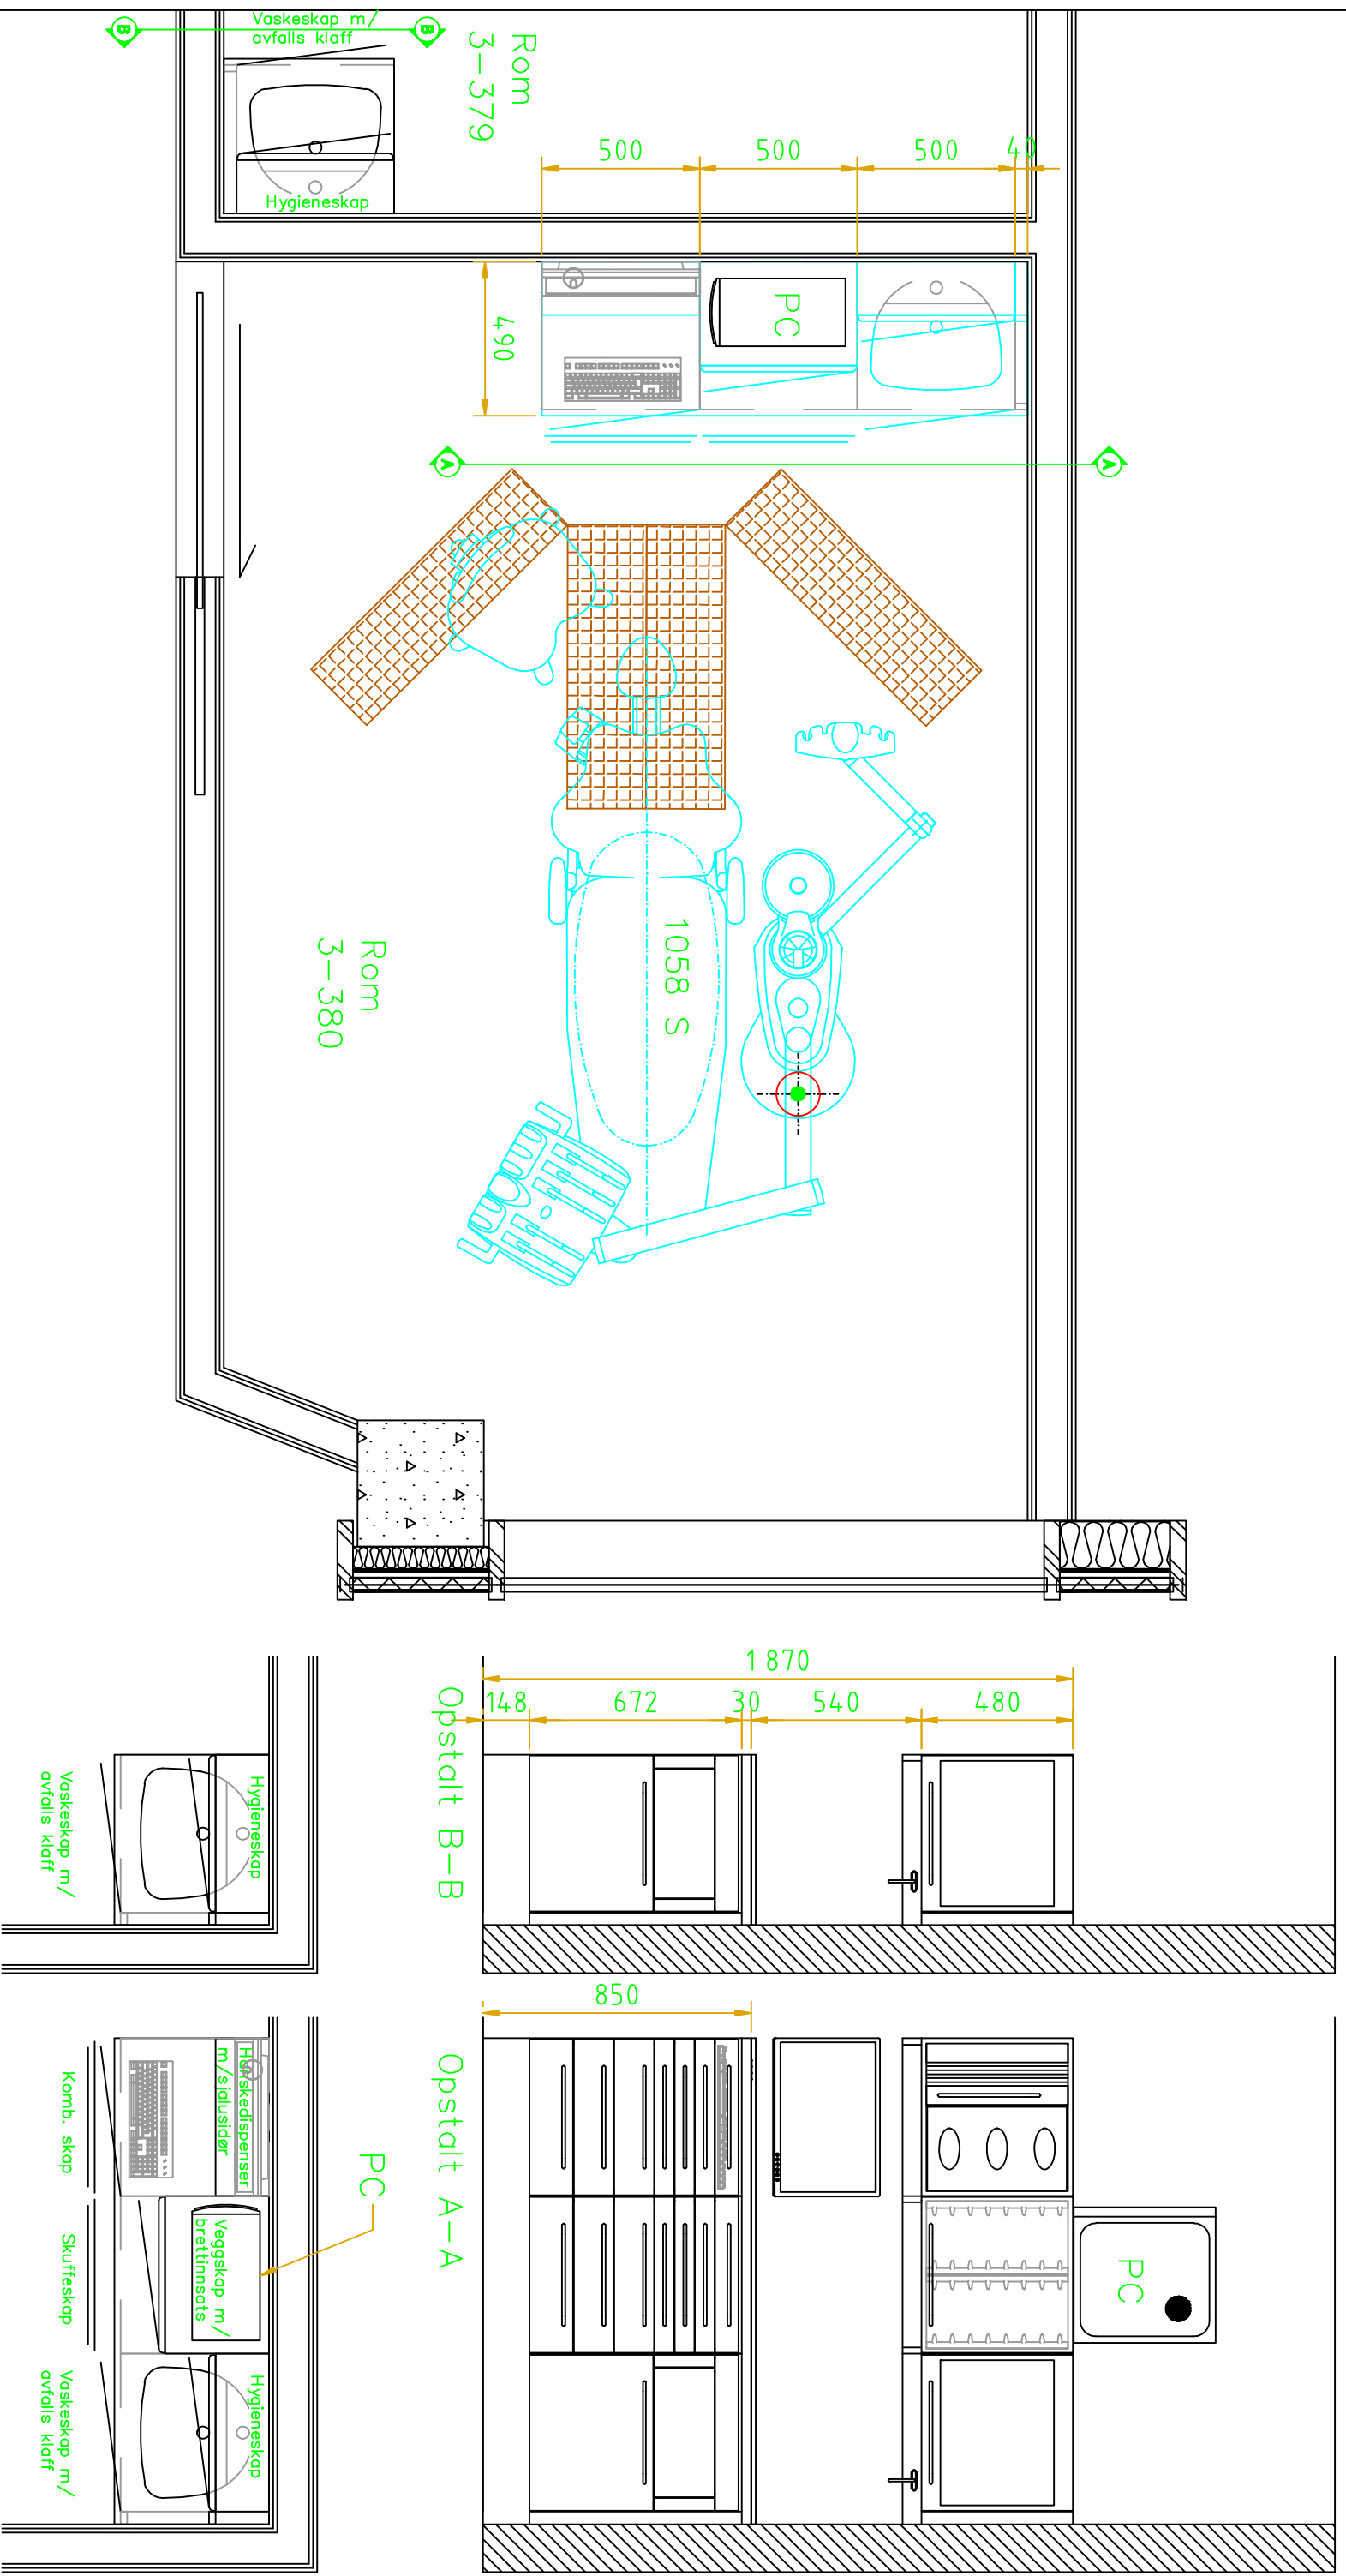 Vaskeskap m/
avfalls klaff
B
B
Rom
3-379
Hygieneskap
500
500
500
40
490
PC
A
A
1058 S
Rom
3-380
1870
148
672
30
540
480
Opstalt B-B
Hygieneskap
Vaskeskap m/
avfalls klaff
850
Opstalt A-A
Hanskedispenser
m/sjalusidør
Komb. skap
PC
Veggskap m/
brettinnsats
Skuffeskap
PC
Hygieneskap
Vaskeskap m/
avfalls klaff